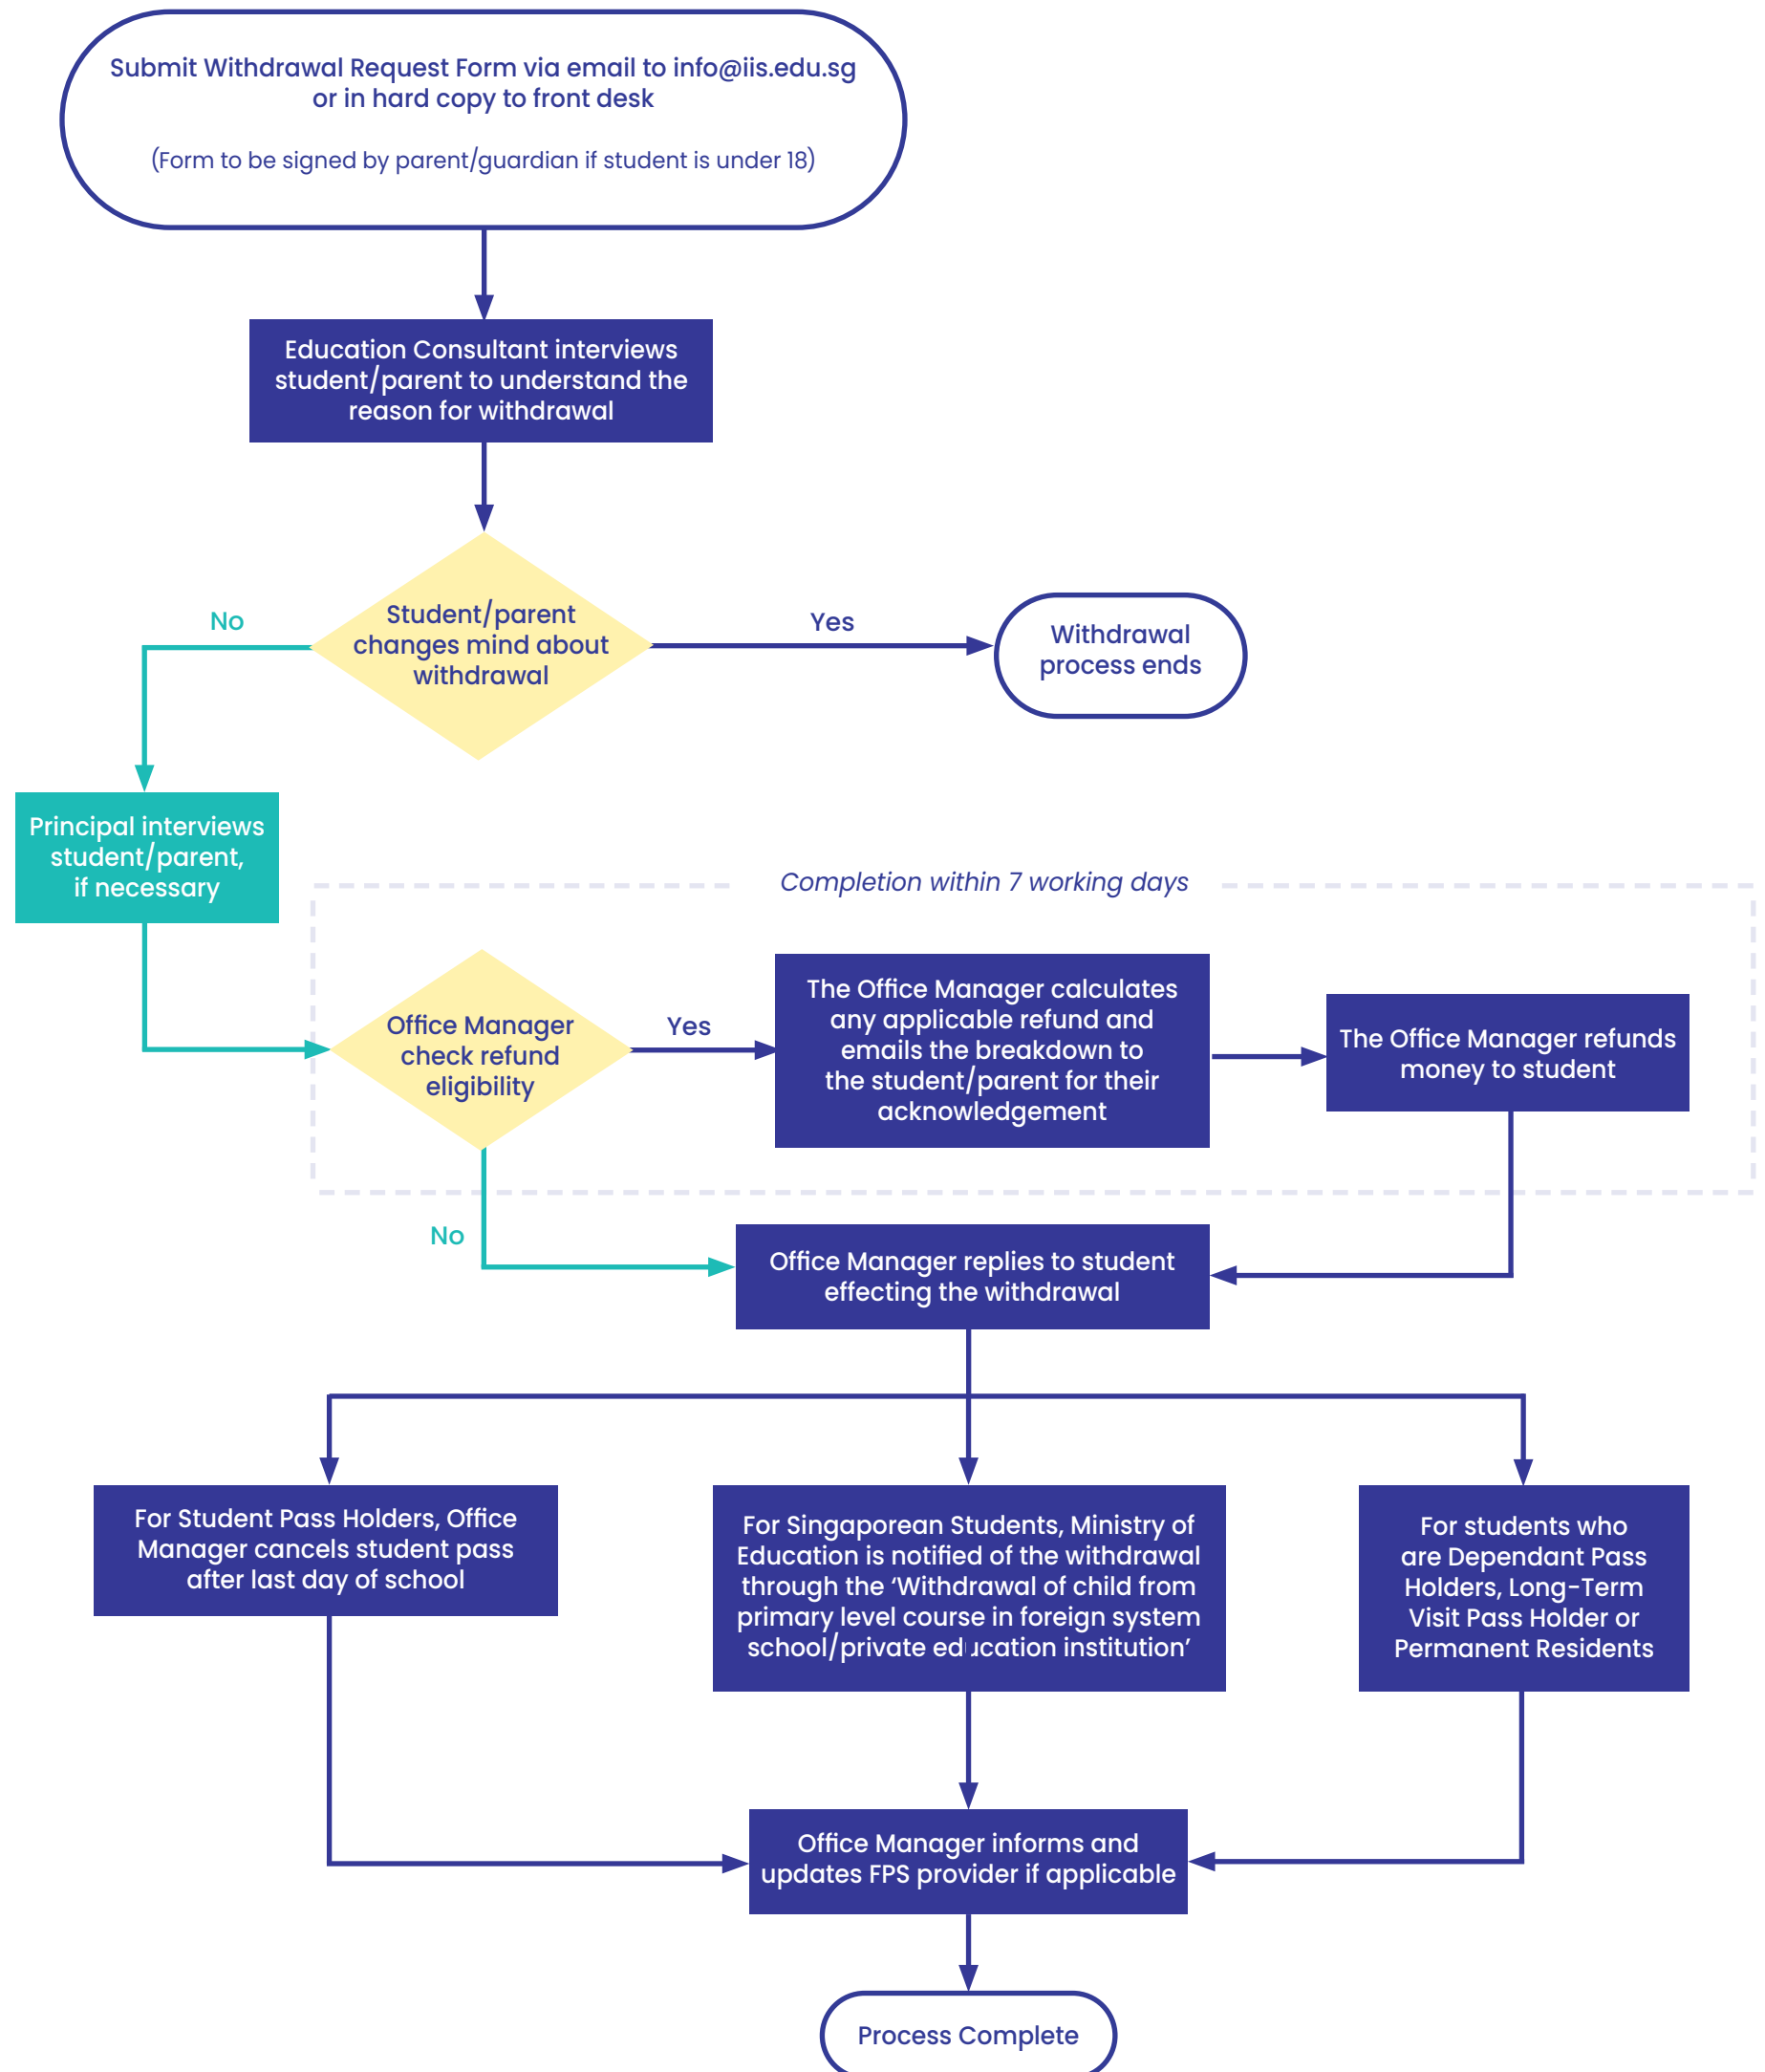 Submit Withdrawal Request Form via email to info@iis.edu.sg
or in hard copy to front desk
(Form to be signed by parent/guardian if student is under 18)
Education Consultant interviews
student/parent to understand the
reason for withdrawal
Student/parent
changes mind about
withdrawal
No
Yes
Withdrawal
process ends
Principal interviews
student/parent,
if necessary
Completion within 7 working days
Office Manager
check refund
eligibility
Yes
The Office Manager calculates
any applicable refund and
emails the breakdown to
the student/parent for their
acknowledgement
The Office Manager refunds
money to student
No
Office Manager replies to student
effecting the withdrawal
For Student Pass Holders, Office
Manager cancels student pass
after last day of school
For Singaporean Students, Ministry of
Education is notified of the withdrawal
through the ‘Withdrawal of child from
primary level course in foreign system
school/private education institution’
For students who
are Dependant Pass
Holders, Long-Term
Visit Pass Holder or
Permanent Residents
Office Manager informs and
updates FPS provider if applicable
Process Complete